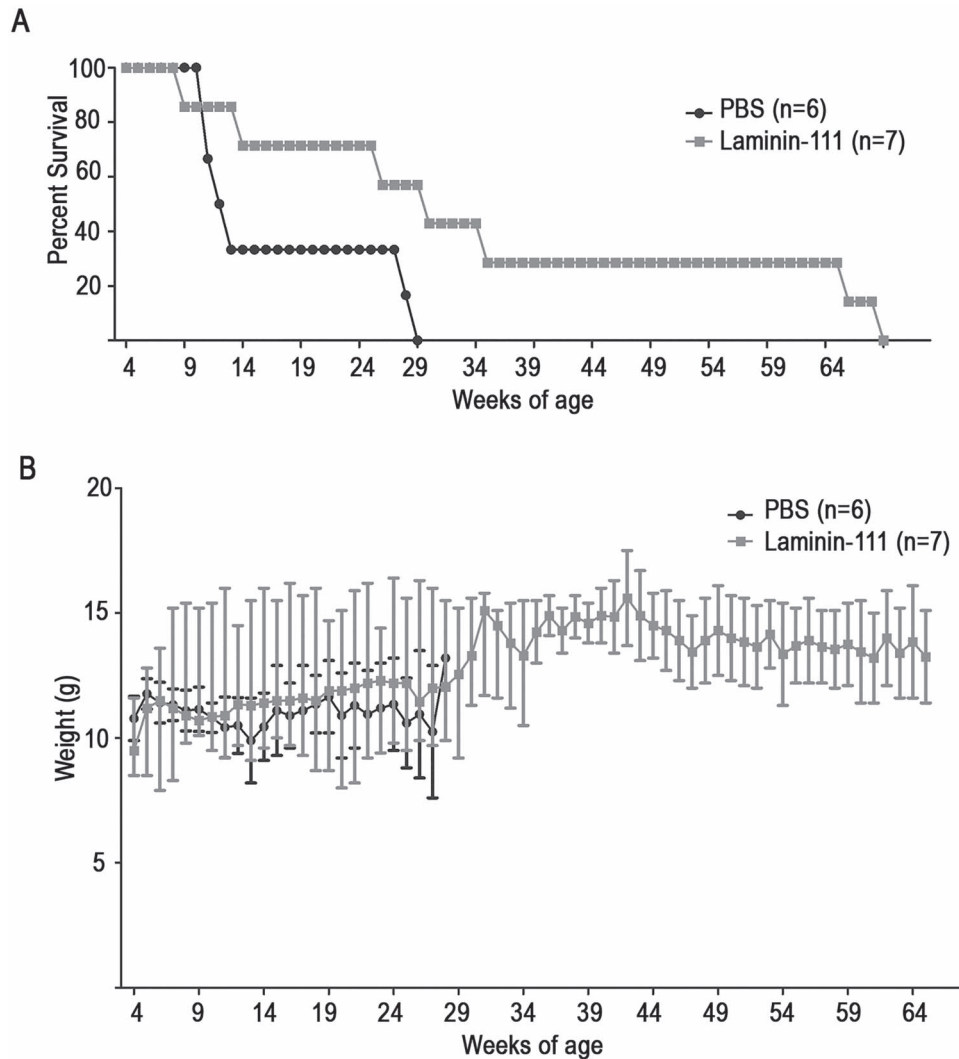 A
100
80
60
40
20
Percent Survival
PBS (n=6)
Laminin-111 (n=7)
4 9 14 19 24 29 34 39 44 49 54 59 64
Weeks of age
B
20
15
10
5
Weight (g)
PBS (n=6)
Laminin-111 (n=7)
4 9 14 19 24 29 34 39 44 49 54 59 64
Weeks of age